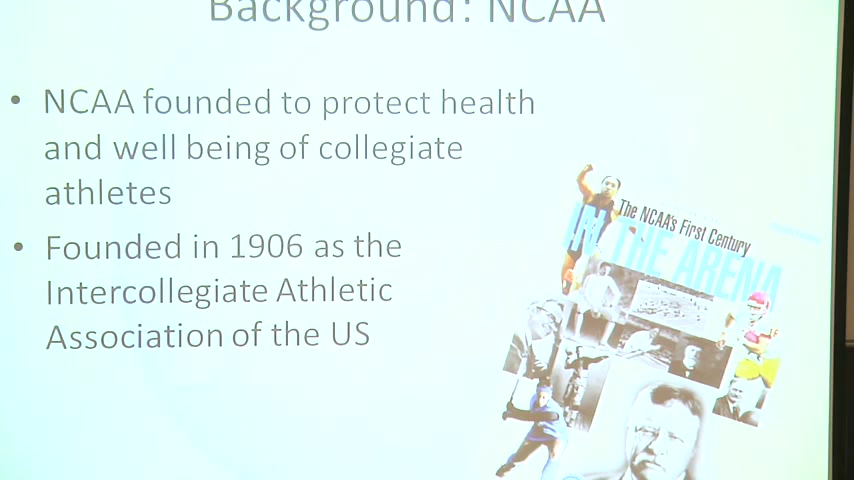 Background: NCAA
• NCAA founded to protect health
and well being of collegiate
athletes
• Founded in 1906 as the
Intercollegiate Athletic
Association of the US
The NCAA's First Century
IN THE ARENA